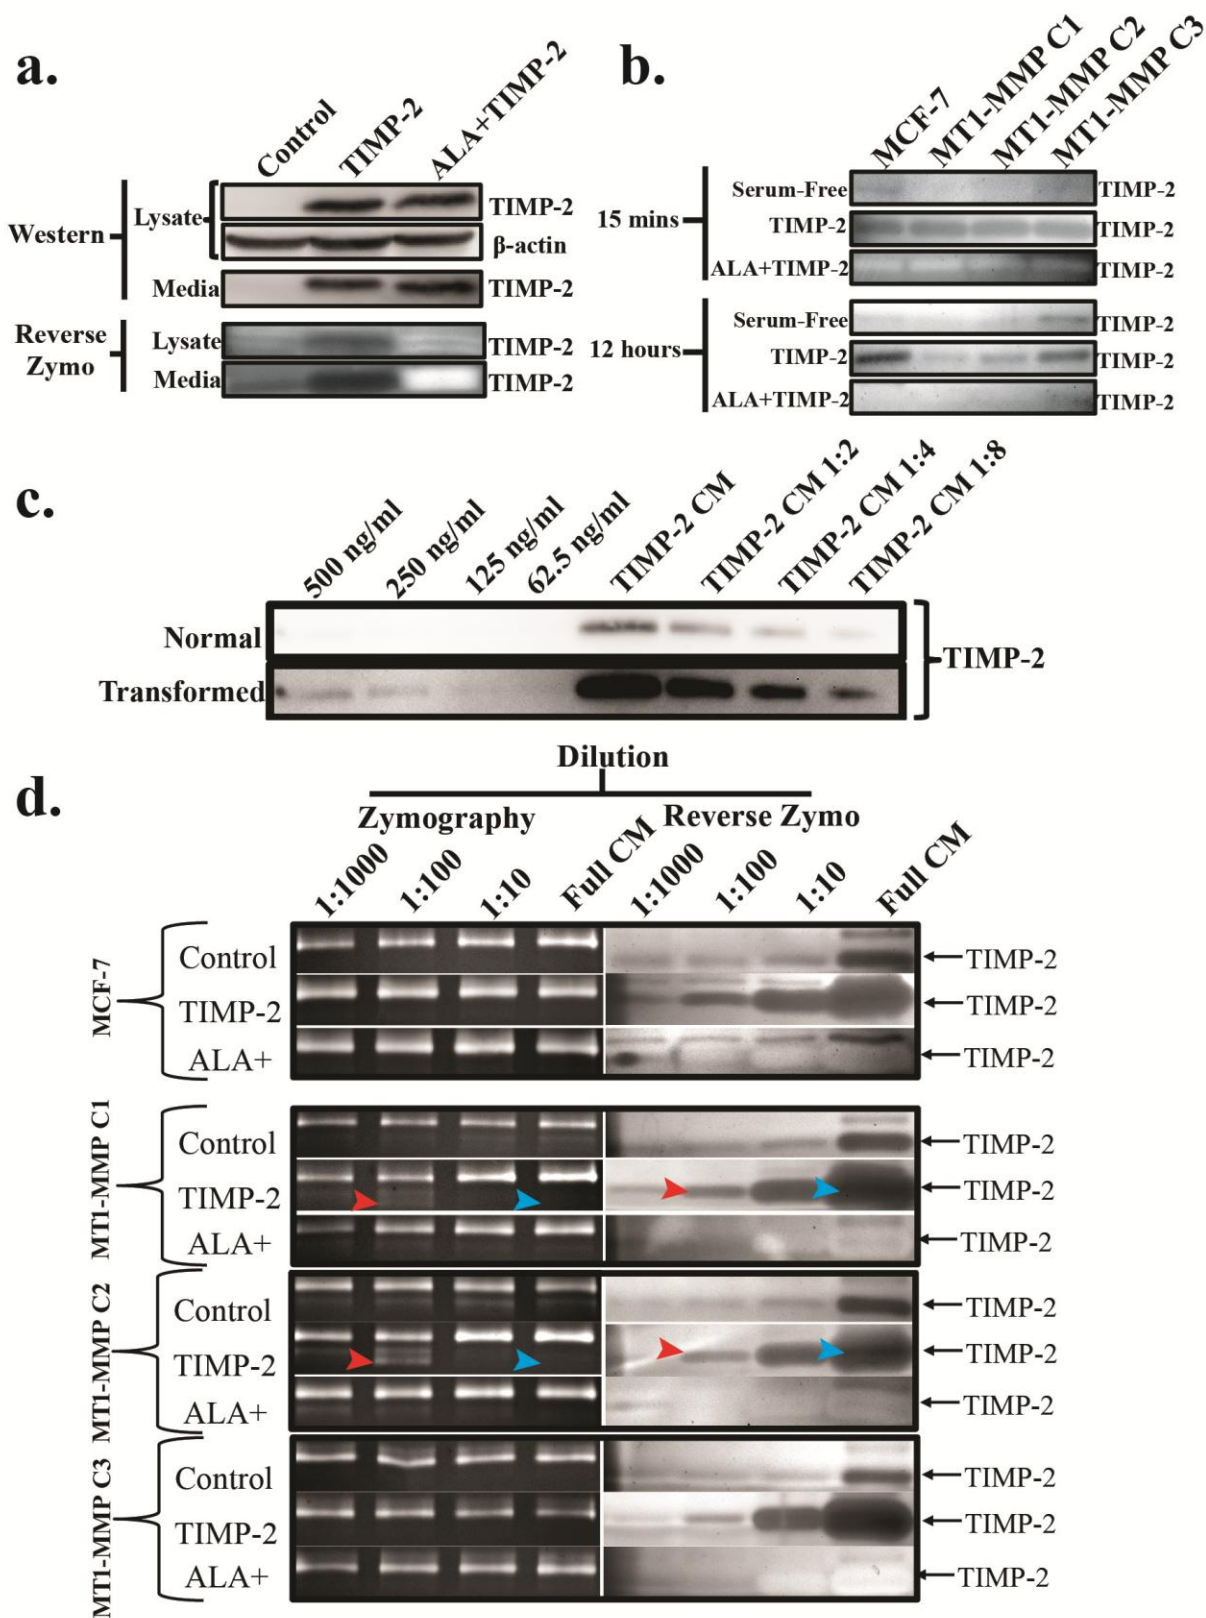 a.
Control
TIMP-2
ALA+TIMP-2
Western
Lysate
TIMP-2
β-actin
Media
TIMP-2
Reverse
Zymo
Lysate
TIMP-2
Media
TIMP-2
b.
MCF-7
MT1-MMP C1
MT1-MMP C2
MT1-MMP C3
15 mins
Serum-Free
TIMP-2
TIMP-2
TIMP-2
ALA+TIMP-2
TIMP-2
12 hours
Serum-Free
TIMP-2
TIMP-2
TIMP-2
ALA+TIMP-2
TIMP-2
c.
500 ng/ml
250 ng/ml
125 ng/ml
62.5 ng/ml
TIMP-2 CM
TIMP-2 CM 1:2
TIMP-2 CM 1:4
TIMP-2 CM 1:8
Normal
Transformed
TIMP-2
d.
Dilution
Zymography
Reverse Zymo
1:1000
1:100
1:10
Full CM
1:1000
1:100
1:10
Full CM
MCF-7
Control
TIMP-2
TIMP-2
TIMP-2
ALA+
TIMP-2
MT1-MMP C1
Control
TIMP-2
TIMP-2
TIMP-2
ALA+
TIMP-2
MT1-MMP C2
Control
TIMP-2
TIMP-2
TIMP-2
ALA+
TIMP-2
MT1-MMP C3
Control
TIMP-2
TIMP-2
TIMP-2
ALA+
TIMP-2